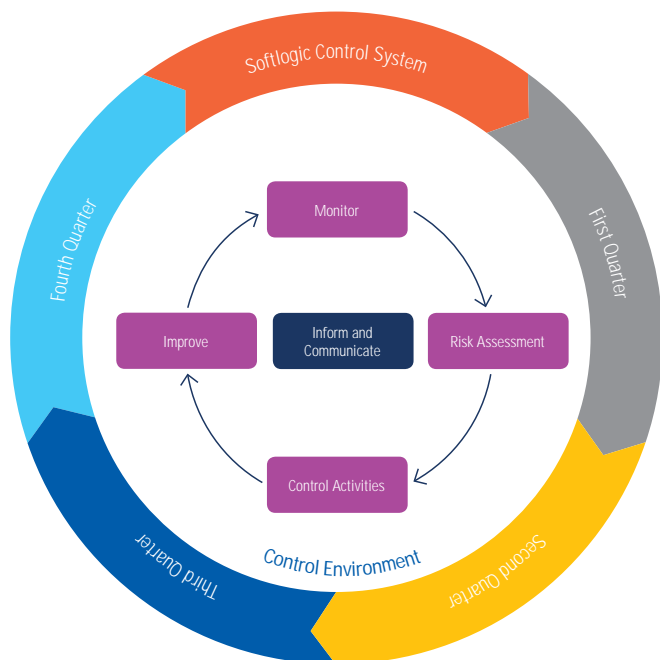 Softlogic Control System
First Quarter
Second Quarter
Third Quarter
Fourth Quarter
Monitor
Risk Assessment
Control Activities
Improve
Inform and
Communicate
Control Environment